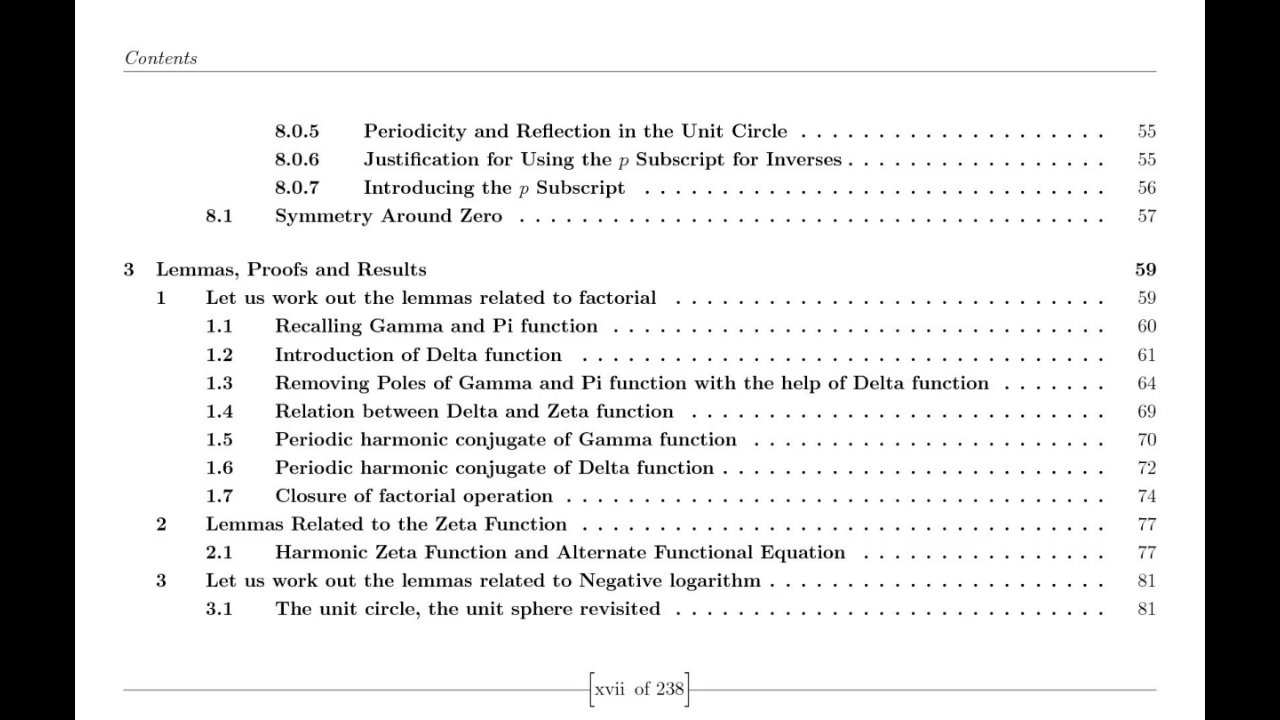 Contents
8.0.5 Periodicity and Reflection in the Unit Circle . . . . . . . . . . . . . . . . . . . . 55
8.0.6 Justification for Using the p Subscript for Inverses . . . . . . . . . . . . . . . . . 55
8.0.7 Introducing the p Subscript . . . . . . . . . . . . . . . . . . . . . . . . . . . . . . 56
8.1 Symmetry Around Zero . . . . . . . . . . . . . . . . . . . . . . . . . . . . . . . . . . . . . . 57
3 Lemmas, Proofs and Results 59
1 Let us work out the lemmas related to factorial . . . . . . . . . . . . . . . . . . . . . . . . . . . . 59
1.1 Recalling Gamma and Pi function . . . . . . . . . . . . . . . . . . . . . . . . . . . . . . . . 60
1.2 Introduction of Delta function . . . . . . . . . . . . . . . . . . . . . . . . . . . . . . . . . . 61
1.3 Removing Poles of Gamma and Pi function with the help of Delta function . . . . . . . 64
1.4 Relation between Delta and Zeta function . . . . . . . . . . . . . . . . . . . . . . . . . . . 69
1.5 Periodic harmonic conjugate of Gamma function . . . . . . . . . . . . . . . . . . . . . . . 70
1.6 Periodic harmonic conjugate of Delta function . . . . . . . . . . . . . . . . . . . . . . . . . 72
1.7 Closure of factorial operation . . . . . . . . . . . . . . . . . . . . . . . . . . . . . . . . . . . 74
2 Lemmas Related to the Zeta Function . . . . . . . . . . . . . . . . . . . . . . . . . . . . . . . . . . 77
2.1 Harmonic Zeta Function and Alternate Functional Equation . . . . . . . . . . . . . . . . 77
3 Let us work out the lemmas related to Negative logarithm . . . . . . . . . . . . . . . . . . . . . . 81
3.1 The unit circle, the unit sphere revisited . . . . . . . . . . . . . . . . . . . . . . . . . . . . 81
[xvii of 238]